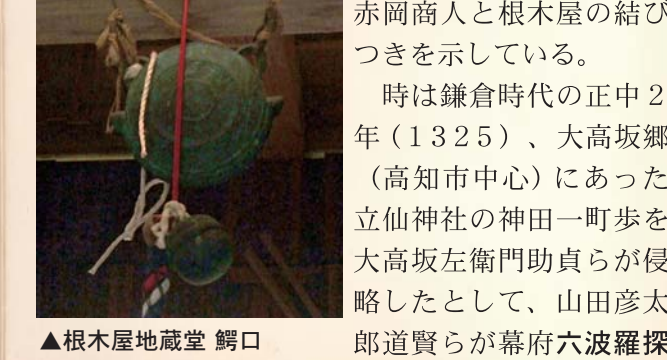 赤岡商人と根木屋の結び
つきを示している。
　時は鎌倉時代の正中２
年（１３２５）、大高坂郷
（高知市中心）にあった
立仙神社の神田一町歩を
大高坂左衛門助貞らが侵
略したとして、山田彦太
郎道賢らが幕府六波羅探
▲根木屋地蔵堂 鰐口